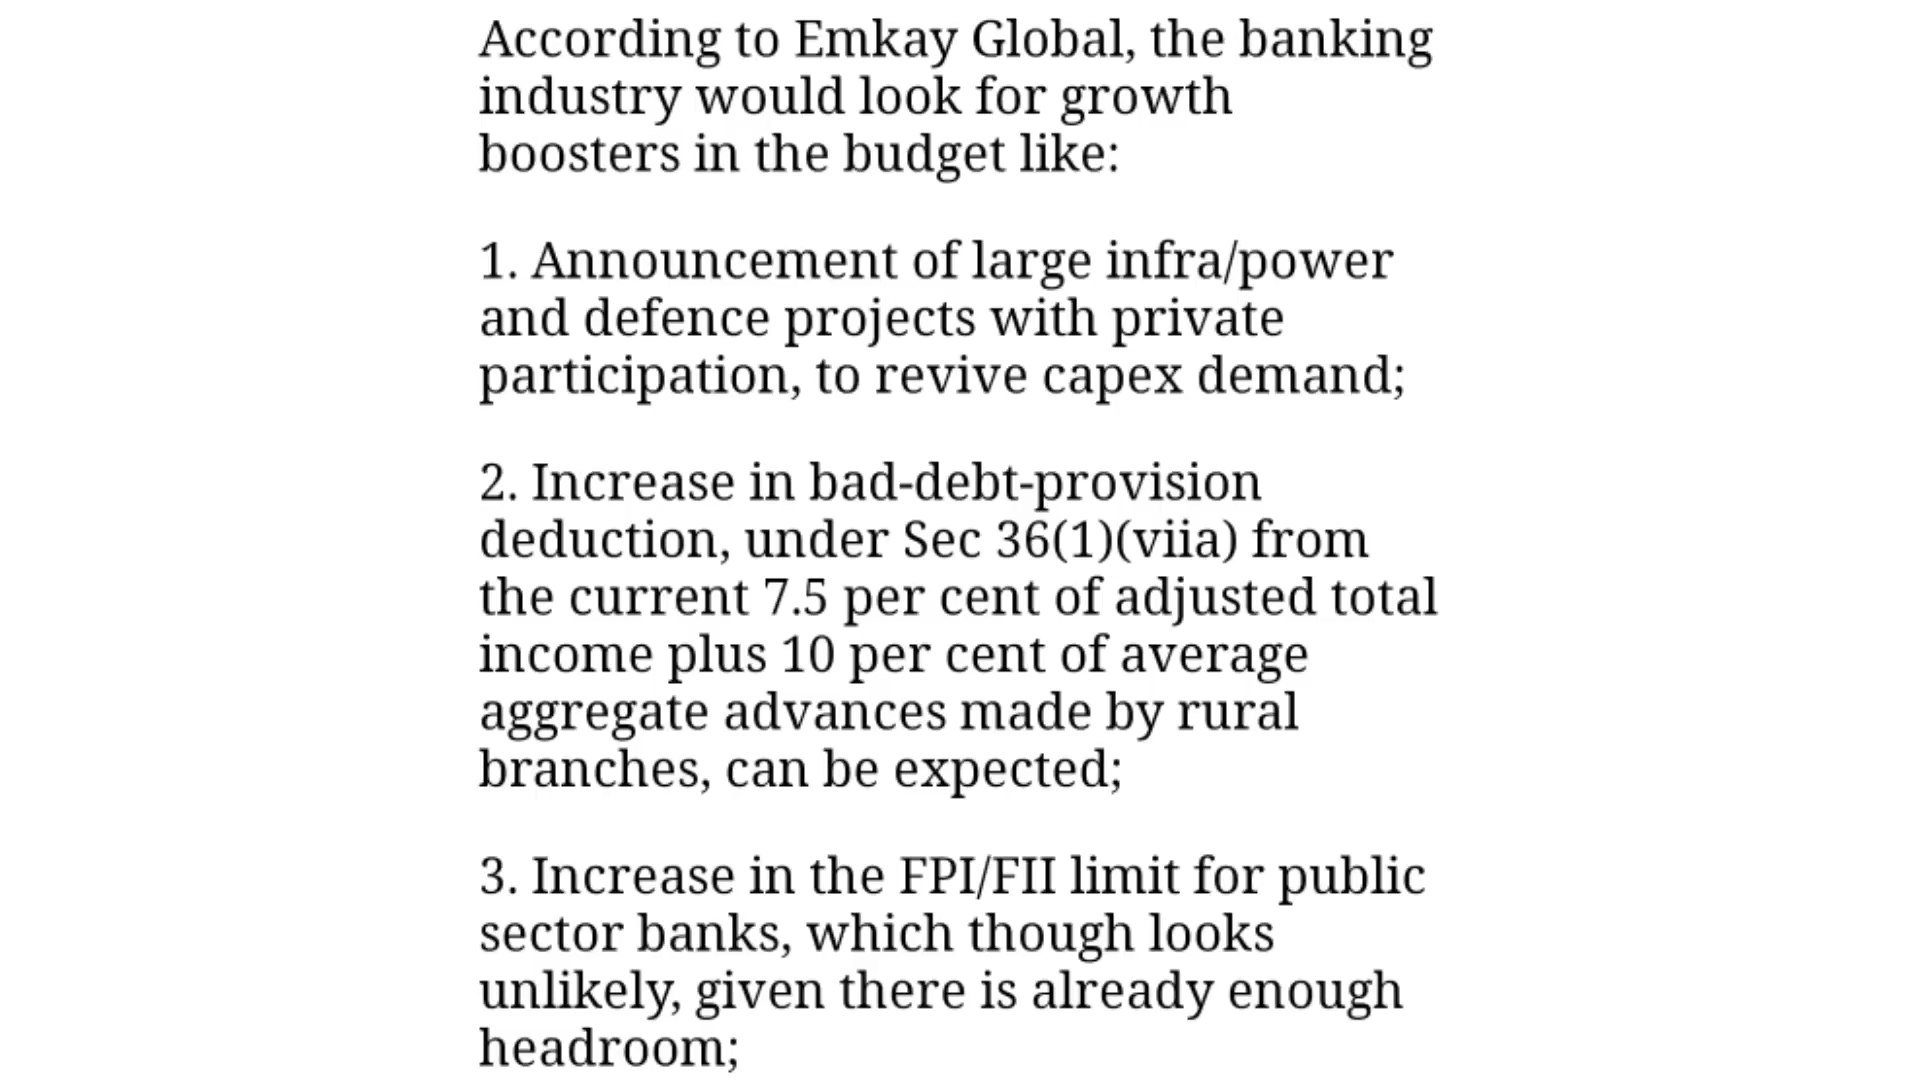 According to Emkay Global, the banking
industry would look for growth
boosters in the budget like:
1. Announcement of large infra/power
and defence projects with private
participation, to revive capex demand;
2. Increase in bad-debt-provision
deduction, under Sec 36(1)(viia) from
the current 7.5 per cent of adjusted total
income plus 10 per cent of average
aggregate advances made by rural
branches, can be expected;
3. Increase in the FPI/FII limit for public
sector banks, which though looks
unlikely, given there is already enough
headroom;